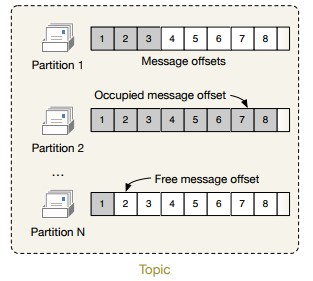 1 2 3 4 5 6 7 8
Partition 1
Message offsets
Occupied message offset
1 2 3 4 5 6 7 8
Partition 2
...
Free message offset
1 2 3 4 5 6 7 8
Partition N
Topic